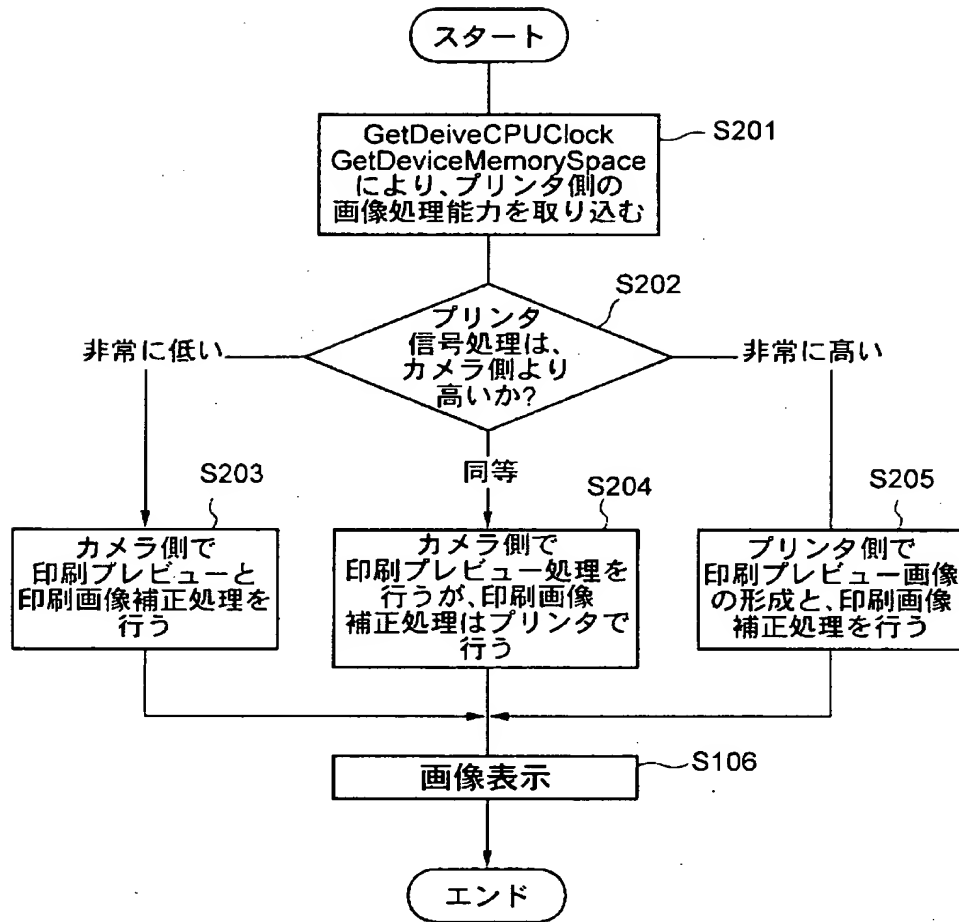 スタート
S201
GetDeiveCPUClock
GetDeviceMemorySpace
により、プリンタ側の
画像処理能力を取り込む
S202
プリンタ
信号処理は、
カメラ側より
高いか?
非常に低い
非常に高い
同等
S203
カメラ側で
印刷プレビューと
印刷画像補正処理を
行う
S204
カメラ側で
印刷プレビュー処理を
行うが、印刷画像
補正処理はプリンタで
行う
S205
プリンタ側で
印刷プレビュー画像
の形成と、印刷画像
補正処理を行う
画像表示
S106
エンド